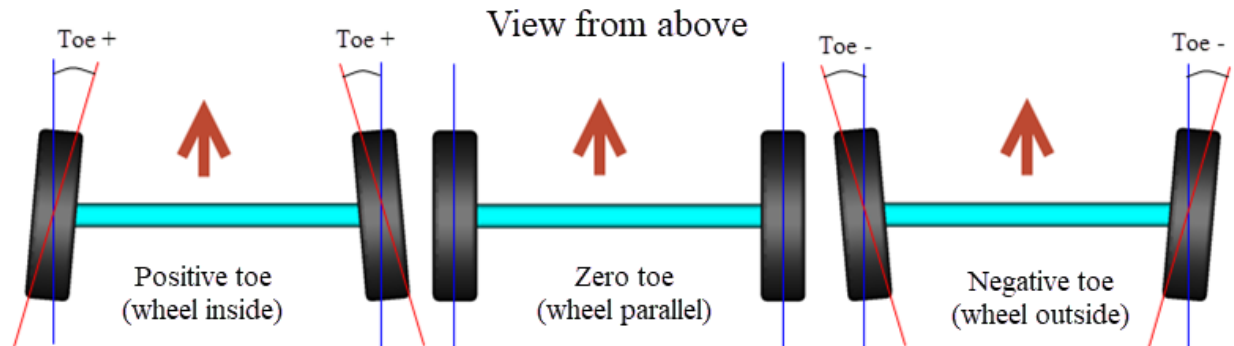 View from above
Toe +
Toe +
Toe -
Toe -
Positive toe
(wheel inside)
Zero toe
(wheel parallel)
Negative toe
(wheel outside)